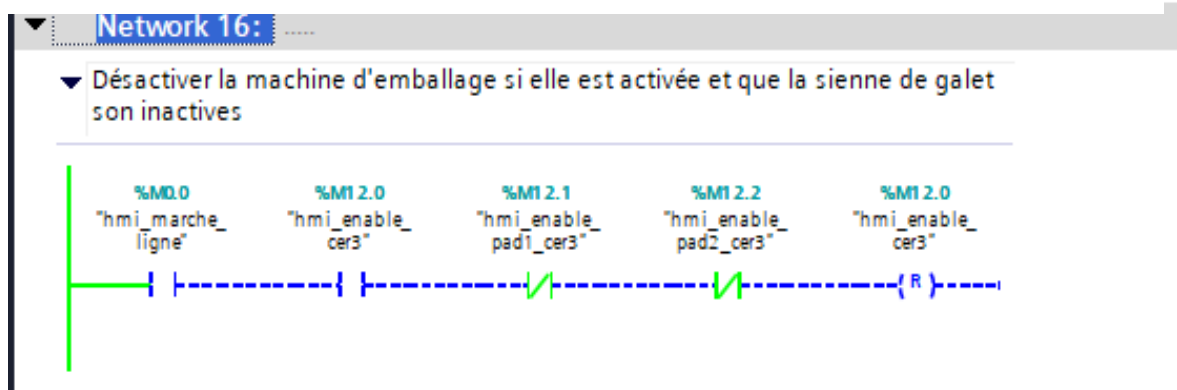 Network 16: .....
Désactiver la machine d'emballage si elle est activée et que la sienne de galet
son inactives
%M0.0 %M12.0 %M12.1 %M12.2 %M12.0
"hmi_marche_ "hmi_enable_ "hmi_enable_ "hmi_enable_ "hmi_enable_
ligne" cer3" pad1_cer3" pad2_cer3" cer3"
R